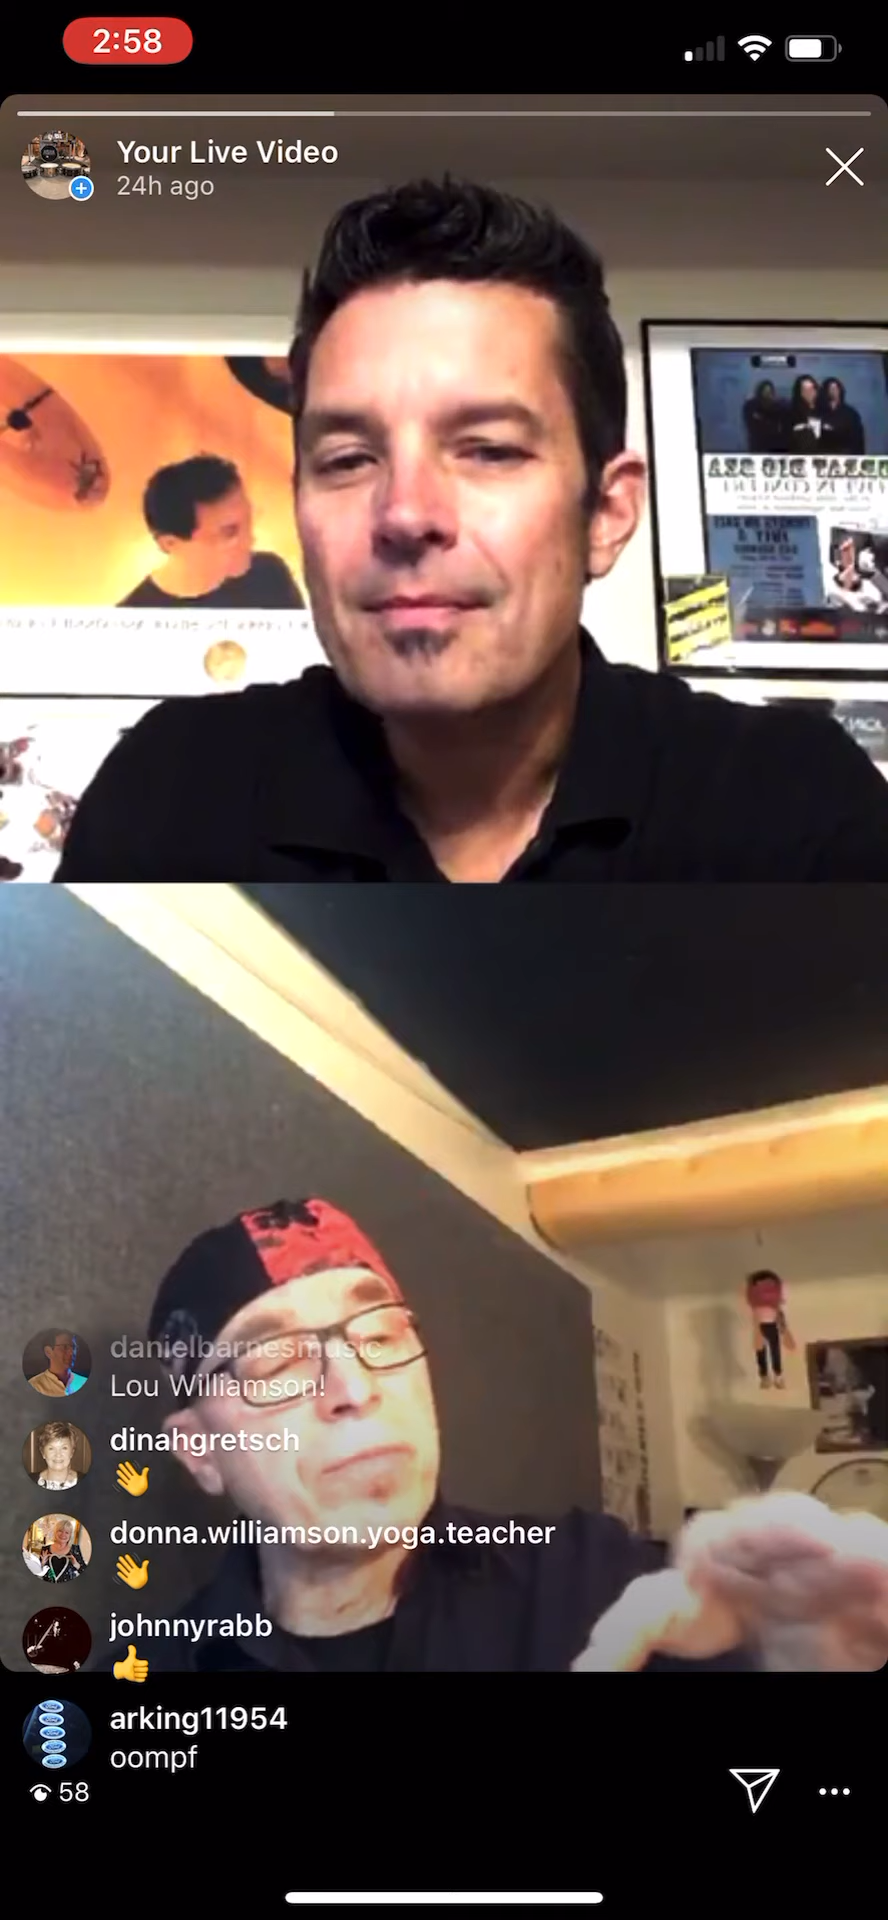 2:58
Your Live Video
24h ago
danielbarnesmusic
Lou Williamson!
dinahgretsch
👋
donna.williamson.yoga.teacher
👋
johnnyrabb
👍
arking11954
oompf
58